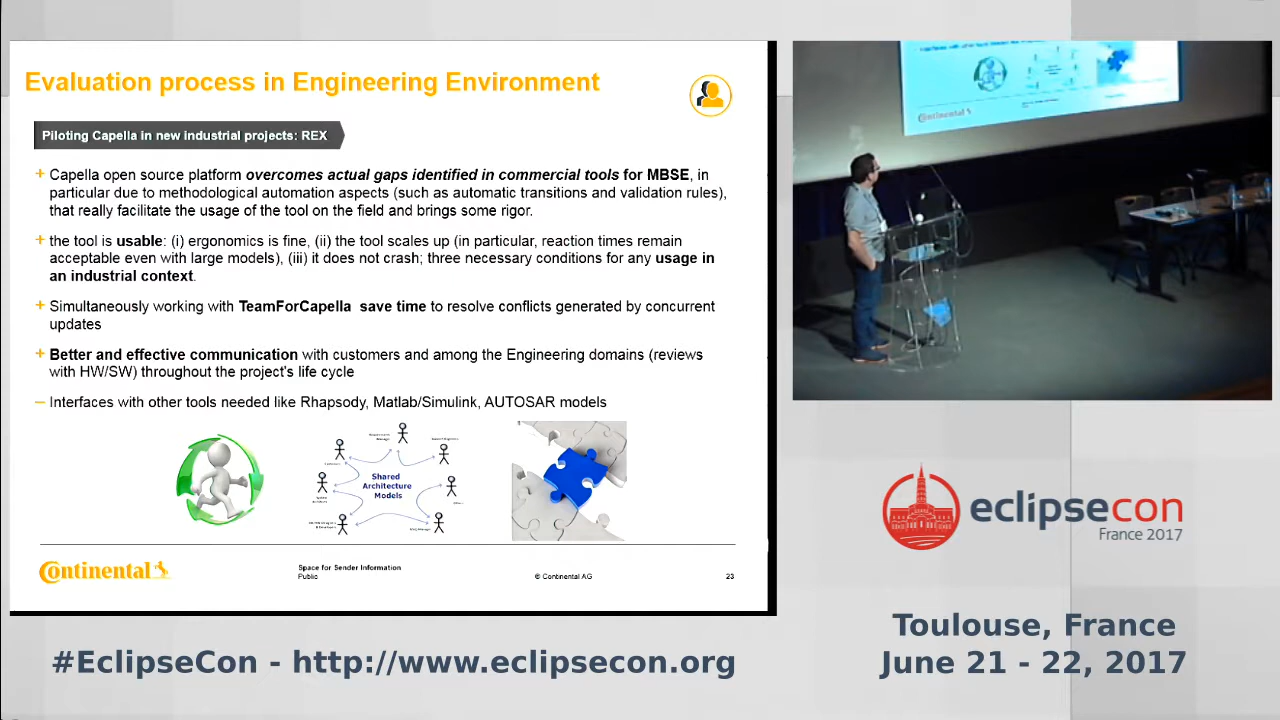 Evaluation process in Engineering Environment
Piloting Capella in new industrial projects: REX
+ Capella open source platform overcomes actual gaps identified in commercial tools for MBSE, in
particular due to methodological automation aspects (such as automatic transitions and validation rules),
that really facilitate the usage of the tool on the field and brings some rigor.
+ the tool is usable: (i) ergonomics is fine, (ii) the tool scales up (in particular, reaction times remain
acceptable even with large models), (iii) it does not crash; three necessary conditions for any usage in
an industrial context.
+ Simultaneously working with TeamForCapella save time to resolve conflicts generated by concurrent
updates
+ Better and effective communication with customers and among the Engineering domains (reviews
with HW/SW) throughout the project's life cycle
– Interfaces with other tools needed like Rhapsody, Matlab/Simulink, AUTOSAR models
Shared
Architecture
Models
Continental
Space for Sender Information
Public
© Continental AG
23
Continental
eclipsecon
France 2017
Toulouse, France
June 21 - 22, 2017
#EclipseCon - http://www.eclipsecon.org